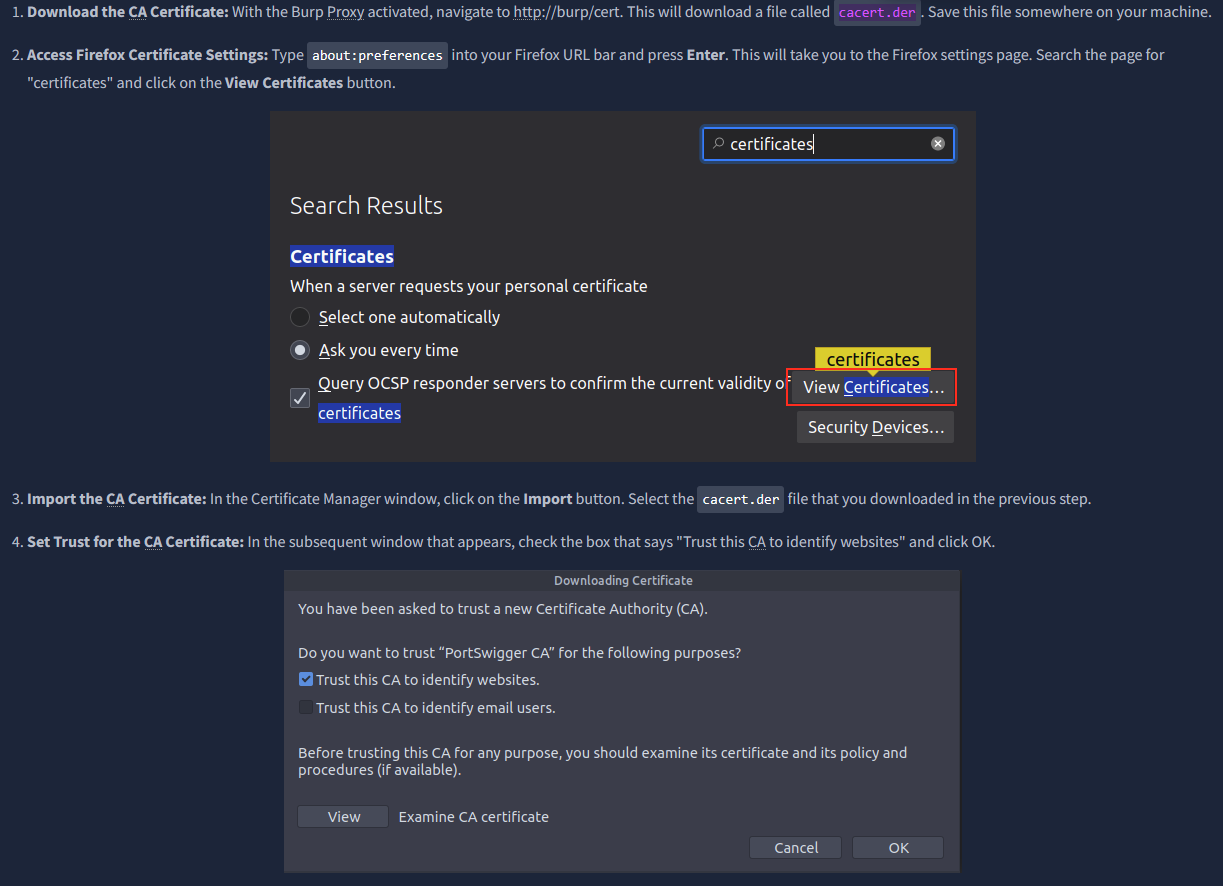 1. Download the CA Certificate: With the Burp Proxy activated, navigate to http://burp/cert. This will download a file called cacert.der. Save this file somewhere on your machine.
2. Access Firefox Certificate Settings: Type about:preferences into your Firefox URL bar and press Enter. This will take you to the Firefox settings page. Search the page for
"certificates" and click on the View Certificates button.
certificates
Search Results
Certificates
When a server requests your personal certificate
Select one automatically
Ask you every time
Query OCSP responder servers to confirm the current validity of
certificates
certificates
View Certificates...
Security Devices...
3. Import the CA Certificate: In the Certificate Manager window, click on the Import button. Select the cacert.der file that you downloaded in the previous step.
4. Set Trust for the CA Certificate: In the subsequent window that appears, check the box that says "Trust this CA to identify websites" and click OK.
Downloading Certificate
You have been asked to trust a new Certificate Authority (CA).
Do you want to trust “PortSwigger CA” for the following purposes?
Trust this CA to identify websites.
Trust this CA to identify email users.
Before trusting this CA for any purpose, you should examine its certificate and its policy and
procedures (if available).
View Examine CA certificate
Cancel OK